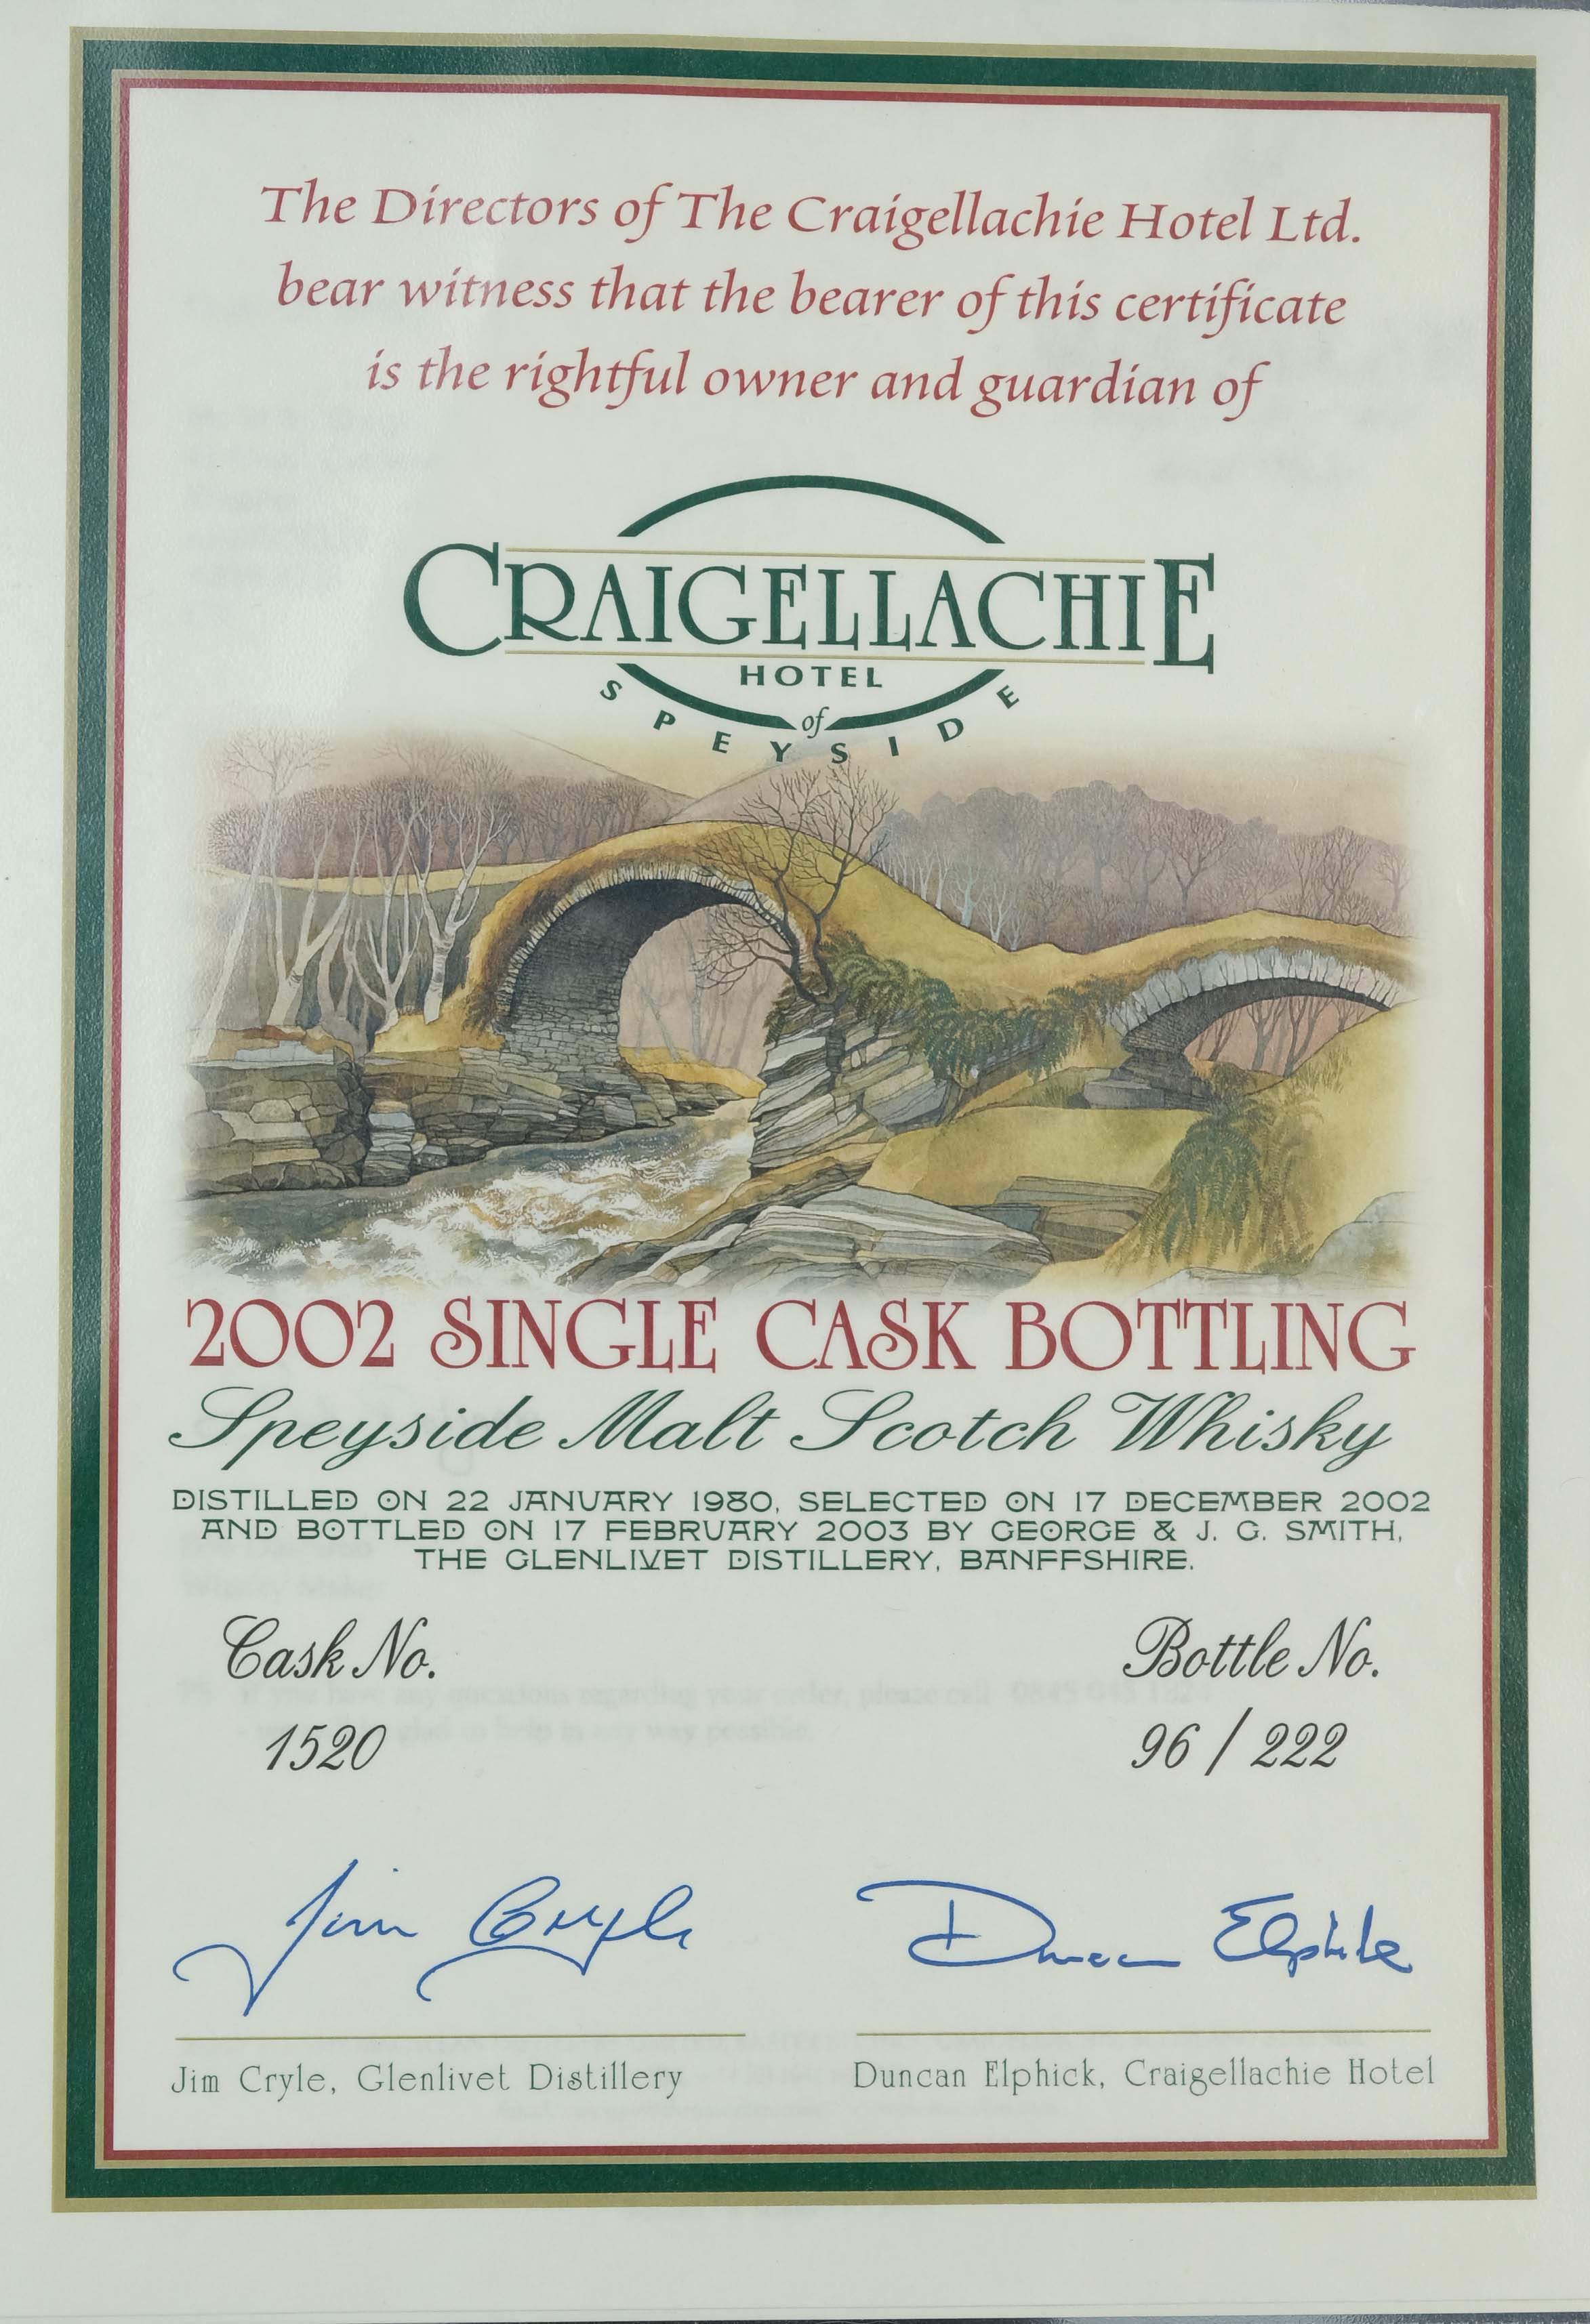 The Directors of The Craigellachie Hotel Ltd.
bear witness that the bearer of this certificate
is the rightful owner and guardian of
CRAIGELLACHIE
HOTEL
of
SPEYSIDE
2002 SINGLE CASK BOTTLING
Speyside Malt Scotch Whisky
DISTILLED ON 22 JANUARY 1980, SELECTED ON 17 DECEMBER 2002
AND BOTTLED ON 17 FEBRUARY 2003 BY GEORGE & J. G. SMITH,
THE GLENLIVET DISTILLERY, BANFFSHIRE.
Cask No. Bottle No.
1520 96 / 222
Jim Cryle Duncan Elphick
Jim Cryle, Glenlivet Distillery Duncan Elphick, Craigellachie Hotel